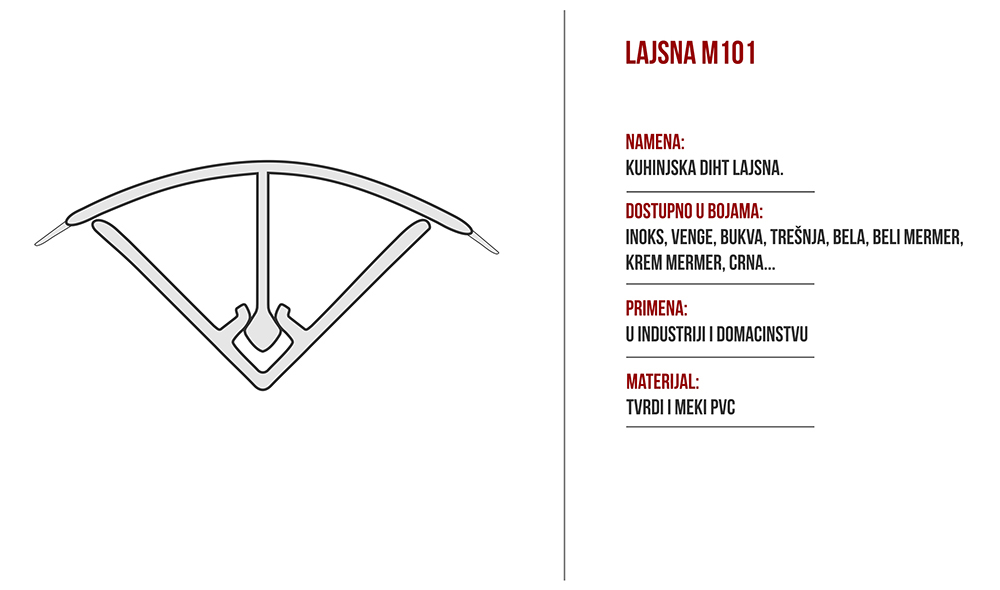 LAJSNA M101
NAMENA:
KUHINJSKA DIHT LAJSNA.
DOSTUPNO U BOJAMA:
INOKS, VENGE, BUKVA, TREŠNJA, BELA, BELI MERMER,
KREM MERMER, CRNA...
PRIMENA:
U INDUSTRIJI I DOMACINSTVU
MATERIJAL:
TVRDI I MEKI PVC